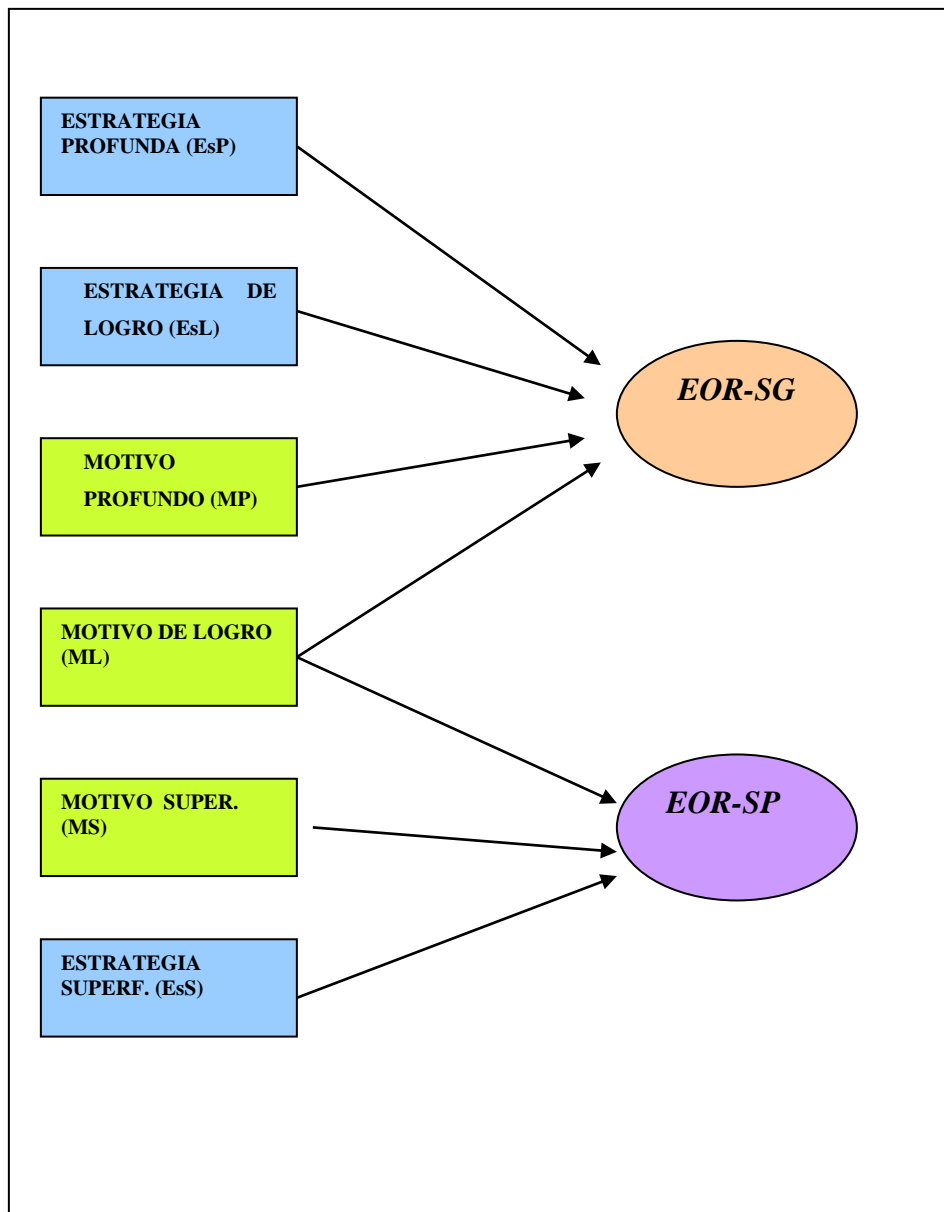 ESTRATEGIA
PROFUNDA (EsP)
ESTRATEGIA DE
LOGRO (EsL)
EOR-SG
MOTIVO
PROFUNDO (MP)
MOTIVO DE LOGRO
(ML)
MOTIVO SUPER.
(MS)
EOR-SP
ESTRATEGIA
SUPERF. (EsS)